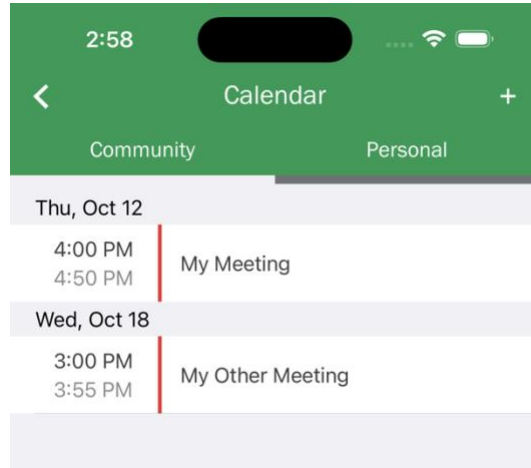 2:58
Calendar +
Community Personal
Thu, Oct 12
4:00 PM
My Meeting
4:50 PM
Wed, Oct 18
3:00 PM
My Other Meeting
3:55 PM